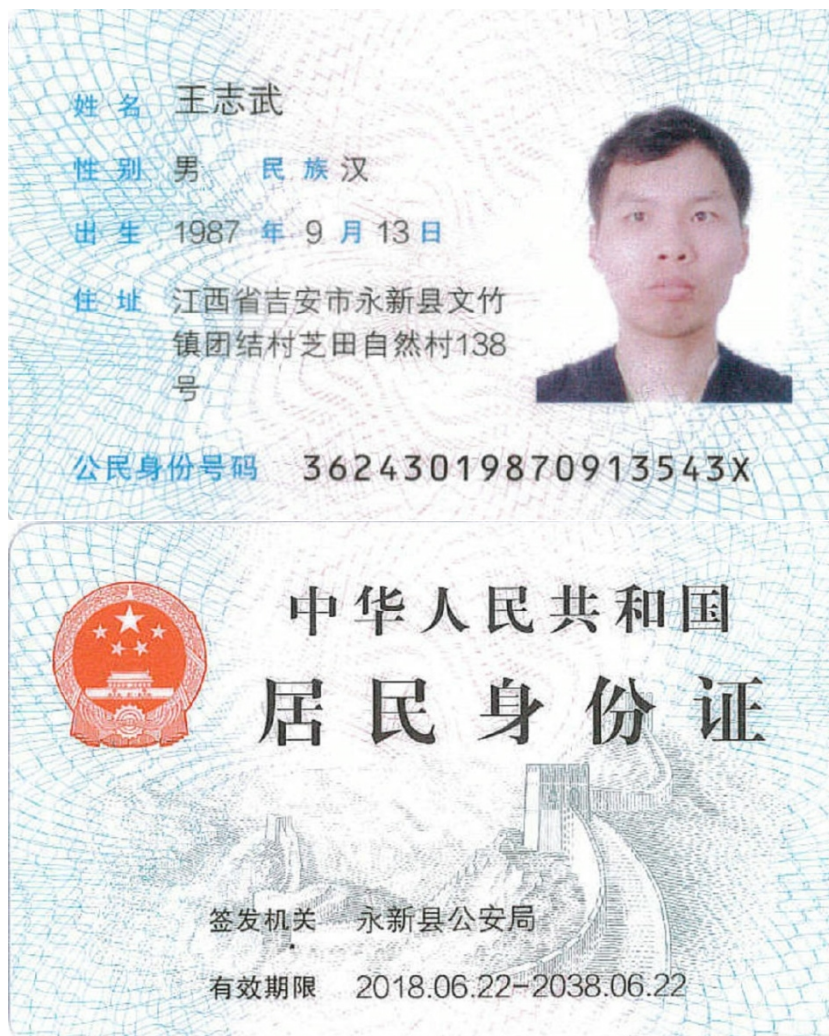 姓名 王志武
性别 男 民族 汉
出生 1987 年 9 月 13 日
住址 江西省吉安市永新县文竹
镇团结村芝田自然村138
号
公民身份号码 36243019870913543X
中华人民共和国
居民身份证
签发机关 永新县公安局
有效期限 2018.06.22-2038.06.22